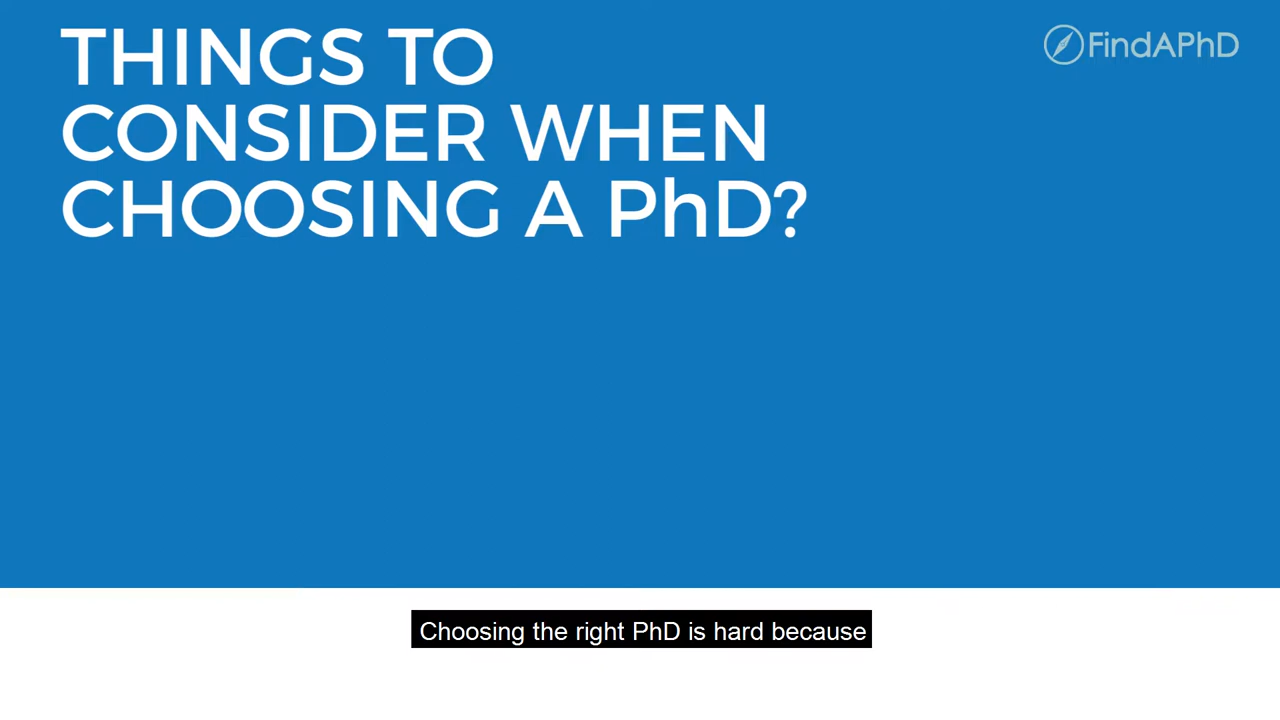 THINGS TO
CONSIDER WHEN
CHOOSING A PhD?
FindAPhD
Choosing the right PhD is hard because